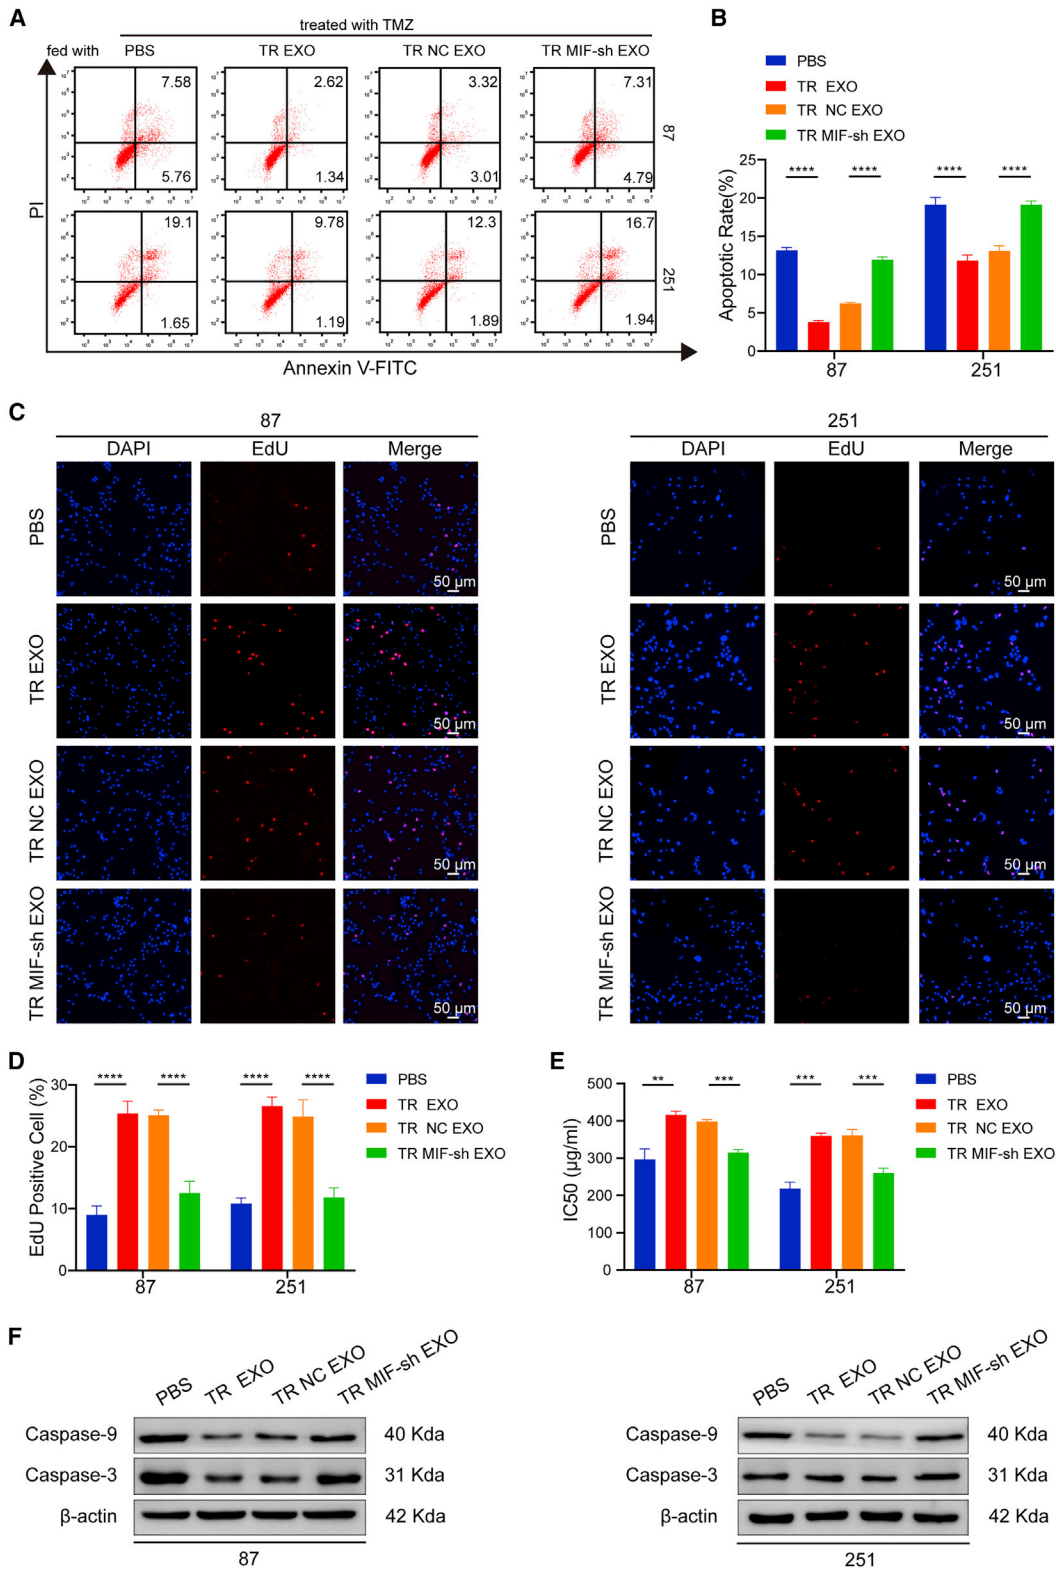 A
treated with TMZ
fed with PBS TR EXO TR NC EXO TR MIF-sh EXO
7.58 2.62 3.32 7.31
5.76 1.34 3.01 4.79
87
19.1 9.78 12.3 16.7
1.65 1.19 1.89 1.94
251
PI
Annexin V-FITC
B
PBS
TR EXO
TR NC EXO
TR MIF-sh EXO
Apoptotic Rate(%)
25
20
15
10
5
0
**** **** **** ****
87 251
C
87 251
DAPI EdU Merge DAPI EdU Merge
PBS 50 µm PBS 50 µm
TR EXO 50 µm TR EXO 50 µm
TR NC EXO 50 µm TR NC EXO 50 µm
TR MIF-sh EXO 50 µm TR MIF-sh EXO 50 µm
D
EdU Positive Cell (%)
30
20
10
0
**** **** **** ****
87 251
PBS
TR EXO
TR NC EXO
TR MIF-sh EXO
E
IC50 (µg/ml)
500
400
300
200
100
0
** *** *** ***
87 251
PBS
TR EXO
TR NC EXO
TR MIF-sh EXO
F
PBS TR EXO TR NC EXO TR MIF-sh EXO
Caspase-9 40 Kda
Caspase-3 31 Kda
β-actin 42 Kda
87
PBS TR EXO TR NC EXO TR MIF-sh EXO
Caspase-9 40 Kda
Caspase-3 31 Kda
β-actin 42 Kda
251